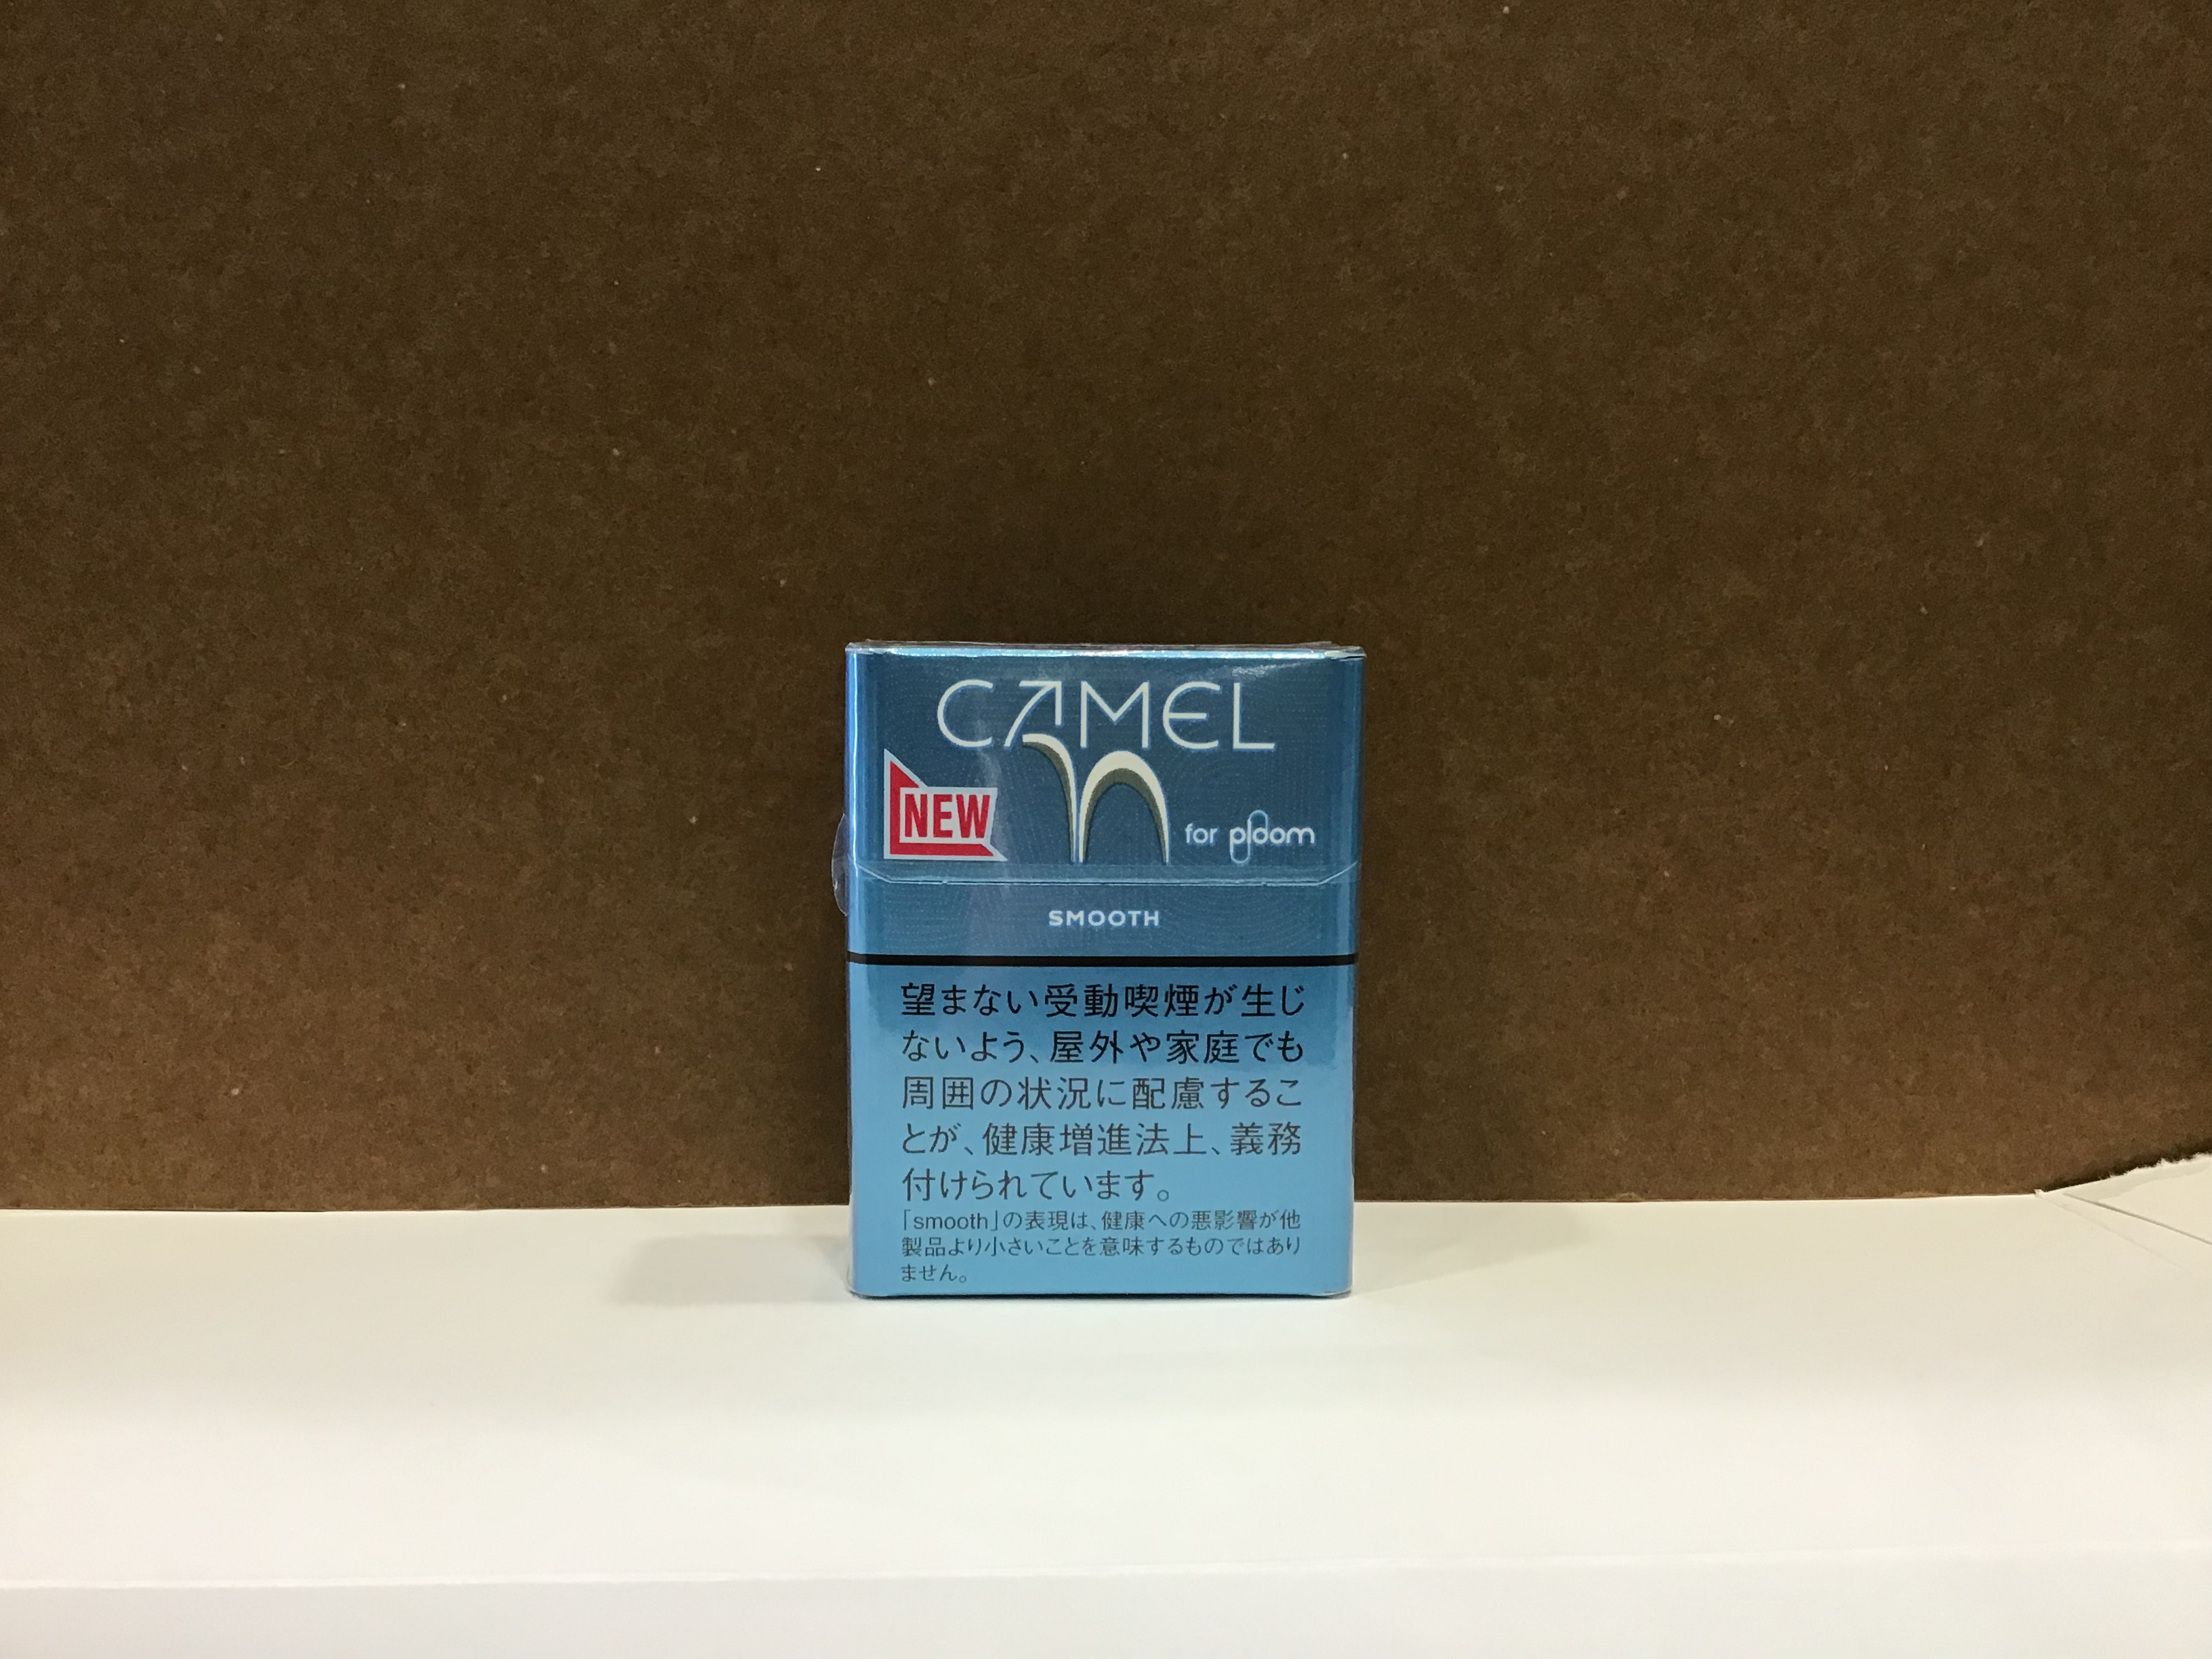 CAMEL
NEW
for ploom
SMOOTH
望まない受動喫煙が生じ
ないよう、屋外や家庭でも
周囲の状況に配慮するこ
とが、健康増進法上、義務
付けられています。
「smooth」の表現は、健康への悪影響が他
製品より小さいことを意味するものではあり
ません。